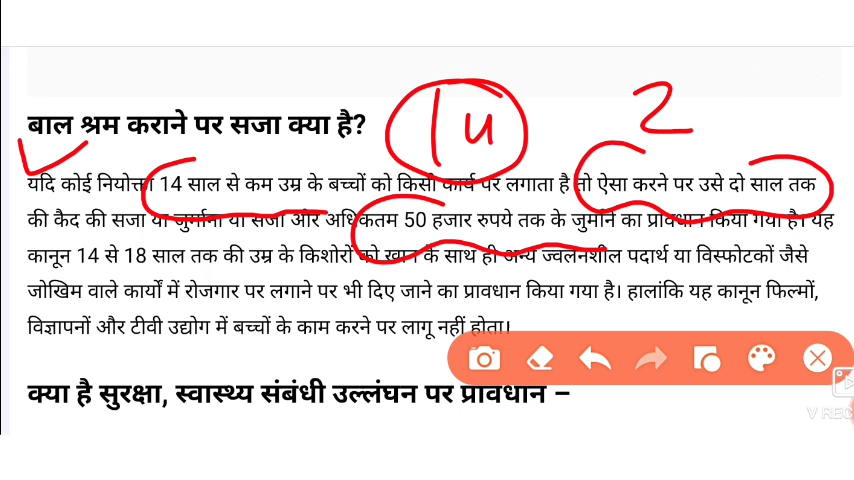 14
2
बाल श्रम कराने पर सजा क्या है?
यदि कोई नियोक्ता 14 साल से कम उम्र के बच्चों को किसी कार्य पर लगाता है तो ऐसा करने पर उसे दो साल तक
की कैद की सजा या जुर्माना या सजा और अधिकतम 50 हजार रुपये तक के जुर्माने का प्रावधान किया गया है। यह
कानून 14 से 18 साल तक की उम्र के किशोरों को खान के साथ ही अन्य ज्वलनशील पदार्थ या विस्फोटकों जैसे
जोखिम वाले कार्यों में रोजगार पर लगाने पर भी दिए जाने का प्रावधान किया गया है। हालांकि यह कानून फिल्मों,
विज्ञापनों और टीवी उद्योग में बच्चों के काम करने पर लागू नहीं होता।
क्या है सुरक्षा, स्वास्थ्य संबंधी उल्लंघन पर प्रावधान –
V REC